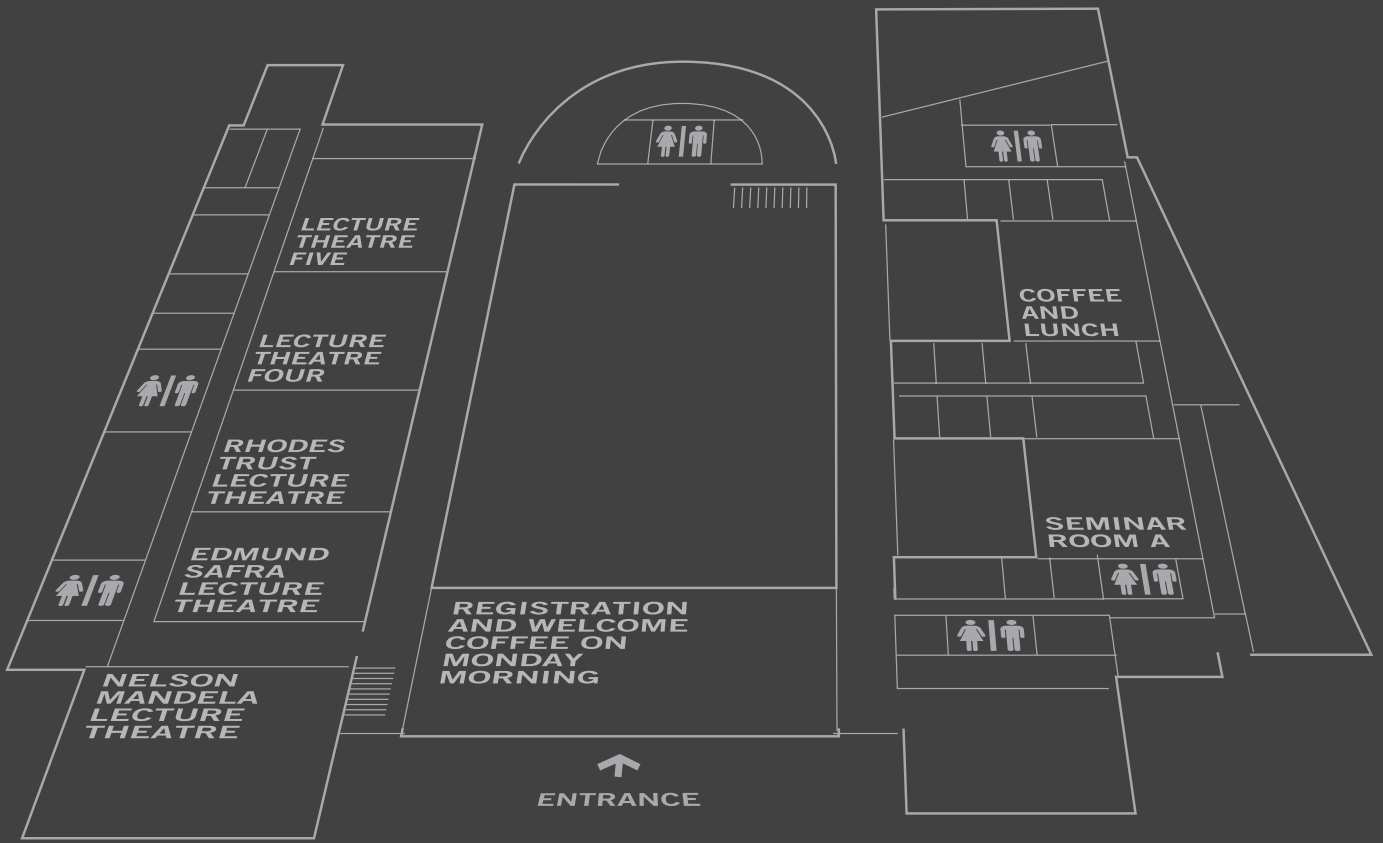 LECTURE
THEATRE
FIVE
LECTURE
THEATRE
FOUR
RHODES
TRUST
LECTURE
THEATRE
EDMUND
SAFRA
LECTURE
THEATRE
NELSON
MANDELA
LECTURE
THEATRE
REGISTRATION
AND WELCOME
COFFEE ON
MONDAY
MORNING
ENTRANCE
COFFEE
AND
LUNCH
SEMINAR
ROOM A